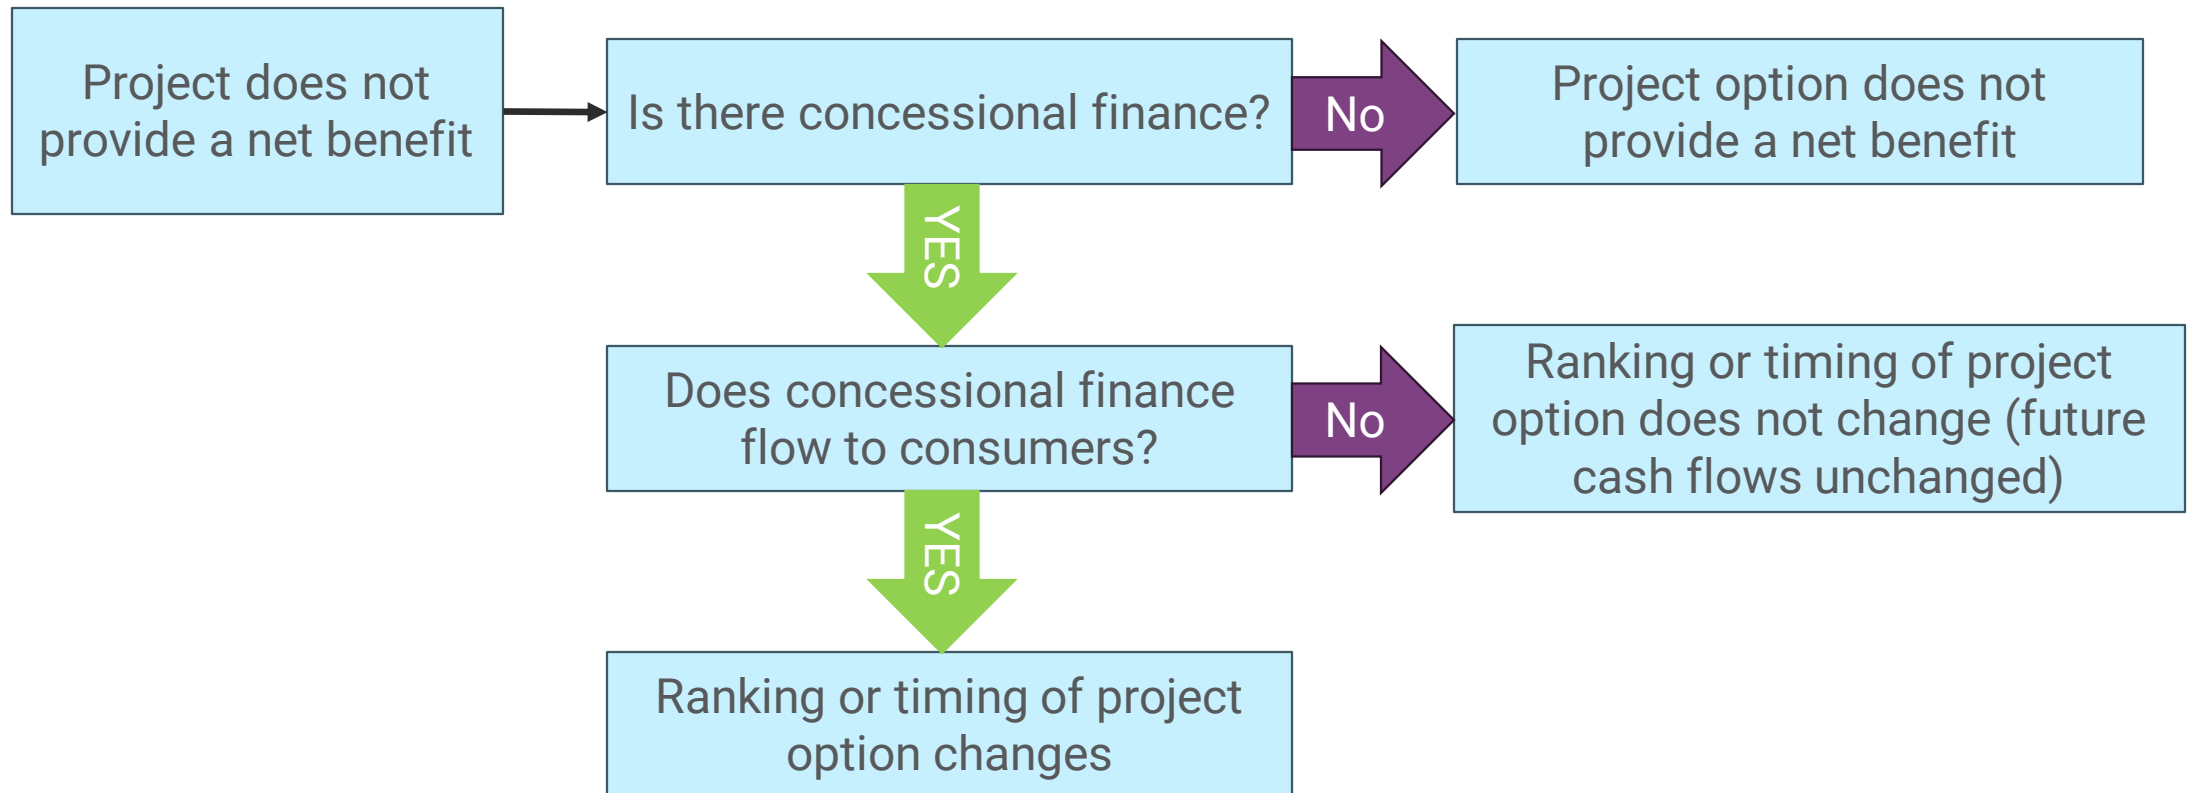 Project does not
provide a net benefit
Is there concessional finance?
No
Project option does not
provide a net benefit
YES
Does concessional finance
flow to consumers?
No
Ranking or timing of project
option does not change (future
cash flows unchanged)
YES
Ranking or timing of project
option changes